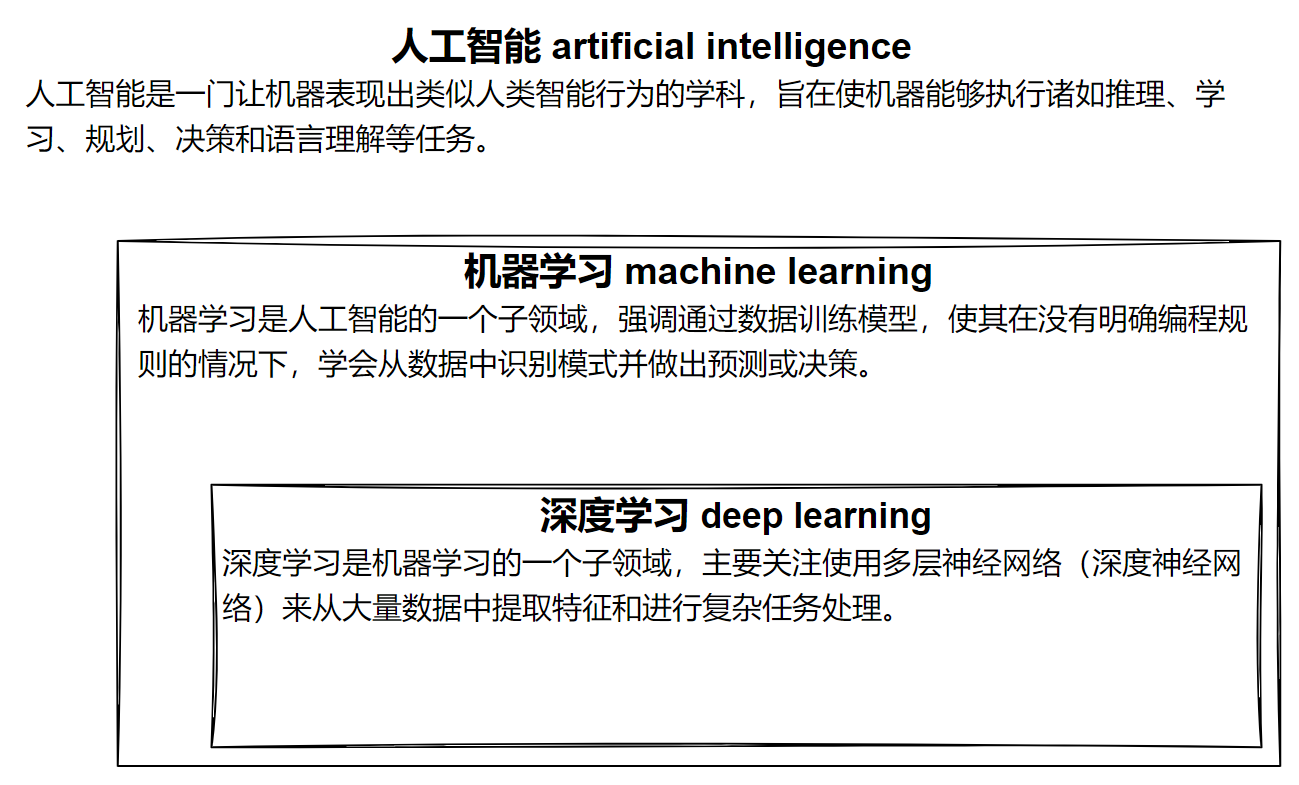 人工智能 artificial intelligence
人工智能是一门让机器表现出类似人类智能行为的学科，旨在使机器能够执行诸如推理、学
习、规划、决策和语言理解等任务。
机器学习 machine learning
机器学习是人工智能的一个子领域，强调通过数据训练模型，使其在没有明确编程规
则的情况下，学会从数据中识别模式并做出预测或决策。
深度学习 deep learning
深度学习是机器学习的一个子领域，主要关注使用多层神经网络（深度神经网
络）来从大量数据中提取特征和进行复杂任务处理。